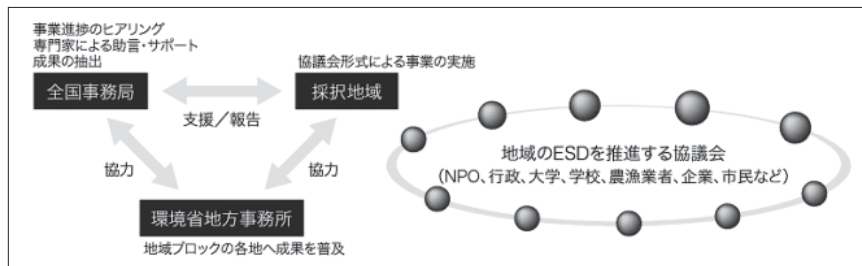 事業進捗のヒアリング
専門家による助言・サポート
成果の抽出
全国事務局
支援／報告
協議会形式による事業の実施
採択地域
協力
協力
環境省地方事務所
地域ブロックの各地へ成果を普及
地域のESDを推進する協議会
（NPO、行政、大学、学校、農漁業者、企業、市民など）